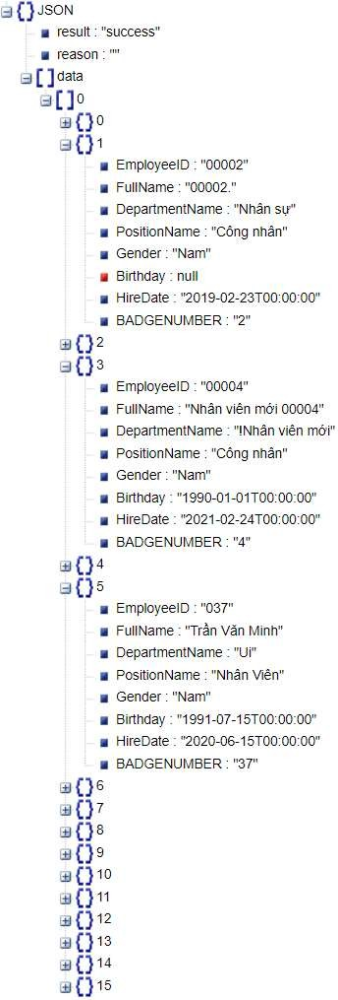 JSON
result : "success"
reason : ""
data
0
0
1
EmployeeID : "00002"
FullName : "00002."
DepartmentName : "Nhân sự"
PositionName : "Công nhân"
Gender : "Nam"
Birthday : null
HireDate : "2019-02-23T00:00:00"
BADGENUMBER : "2"
2
3
EmployeeID : "00004"
FullName : "Nhân viên mới 00004"
DepartmentName : "!Nhân viên mới"
PositionName : "Công nhân"
Gender : "Nam"
Birthday : "1990-01-01T00:00:00"
HireDate : "2021-02-24T00:00:00"
BADGENUMBER : "4"
4
5
EmployeeID : "037"
FullName : "Trần Văn Minh"
DepartmentName : "Ui"
PositionName : "Nhân Viên"
Gender : "Nam"
Birthday : "1991-07-15T00:00:00"
HireDate : "2020-06-15T00:00:00"
BADGENUMBER : "37"
6
7
8
9
10
11
12
13
14
15